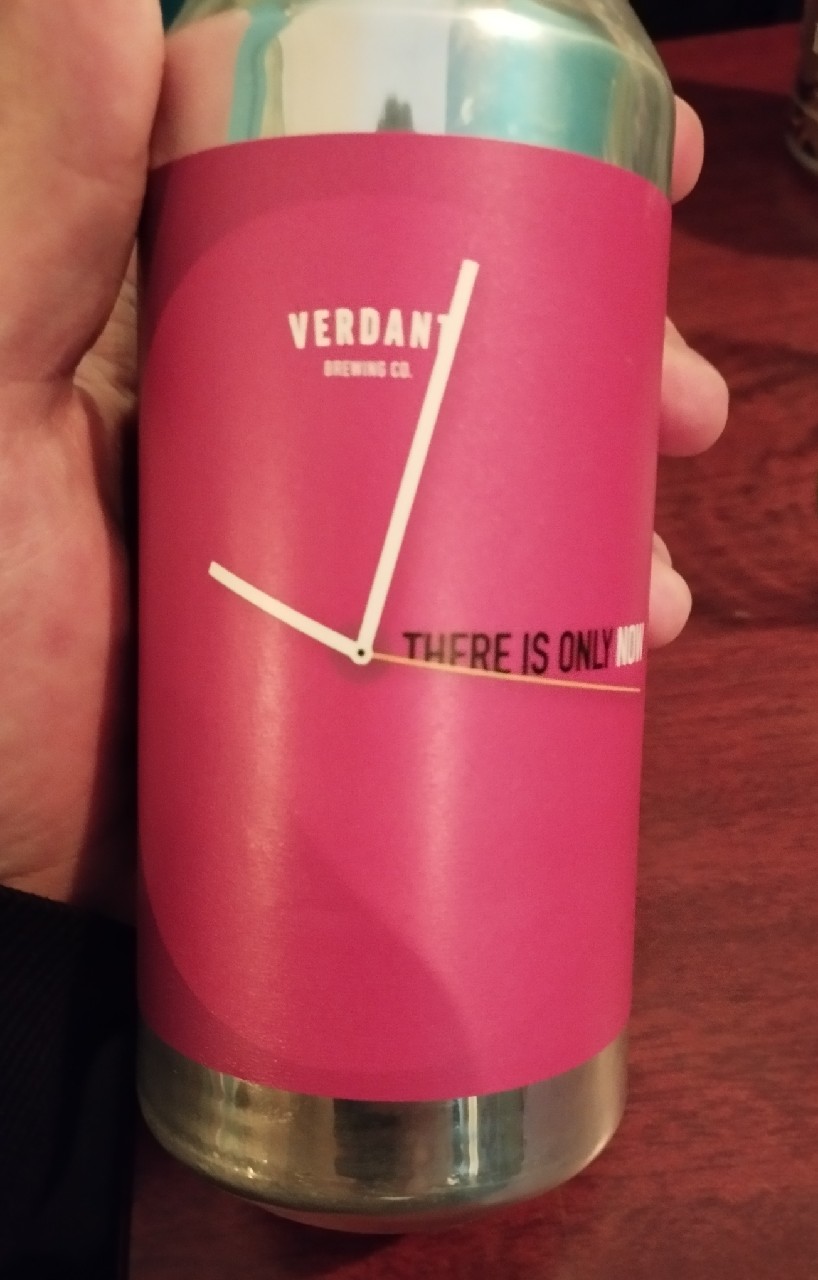 VERDANT
BREWING CO.
THERE IS ONLY NOW